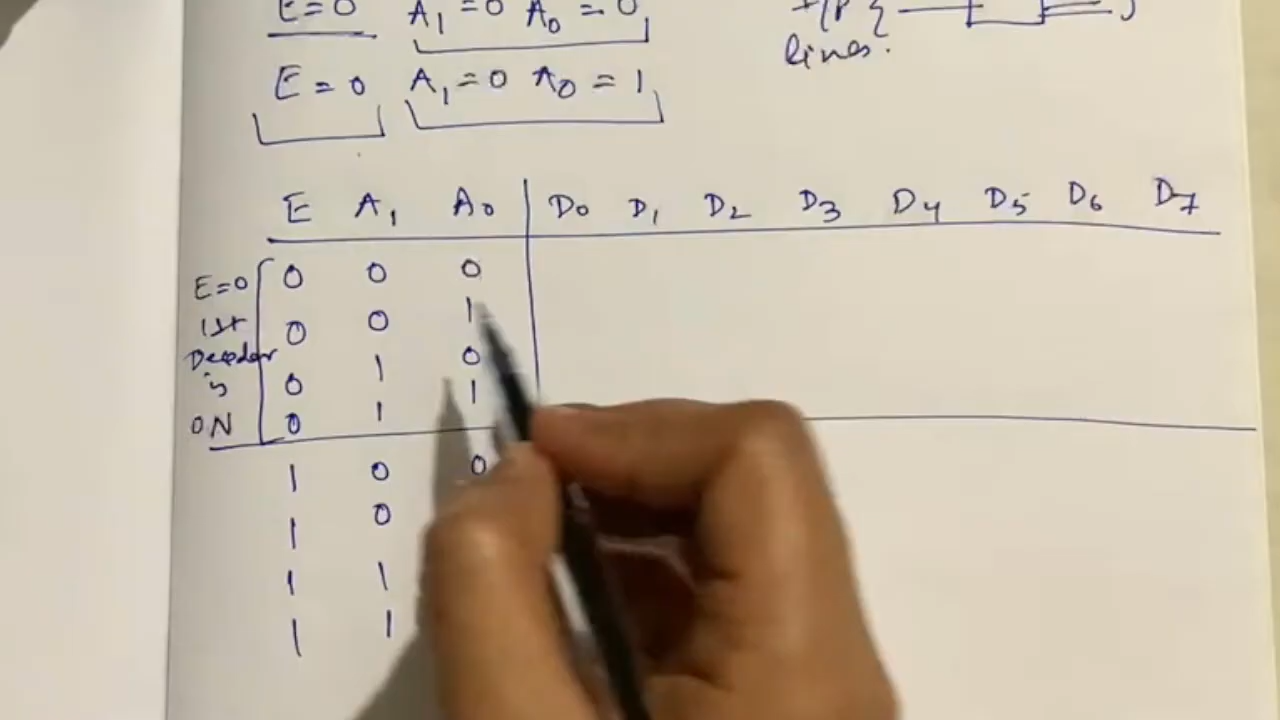 E=0 A1=0 A0=0
I/P
lines.
E=0 A1=0 A0=1
E A1 A0 D0 D1 D2 D3 D4 D5 D6 D7
E=0 0 0 0
1st 0 0 1
Decoder 0 1 0
is 0 1 1
ON
1 0 0
1 0
1 1
1 1